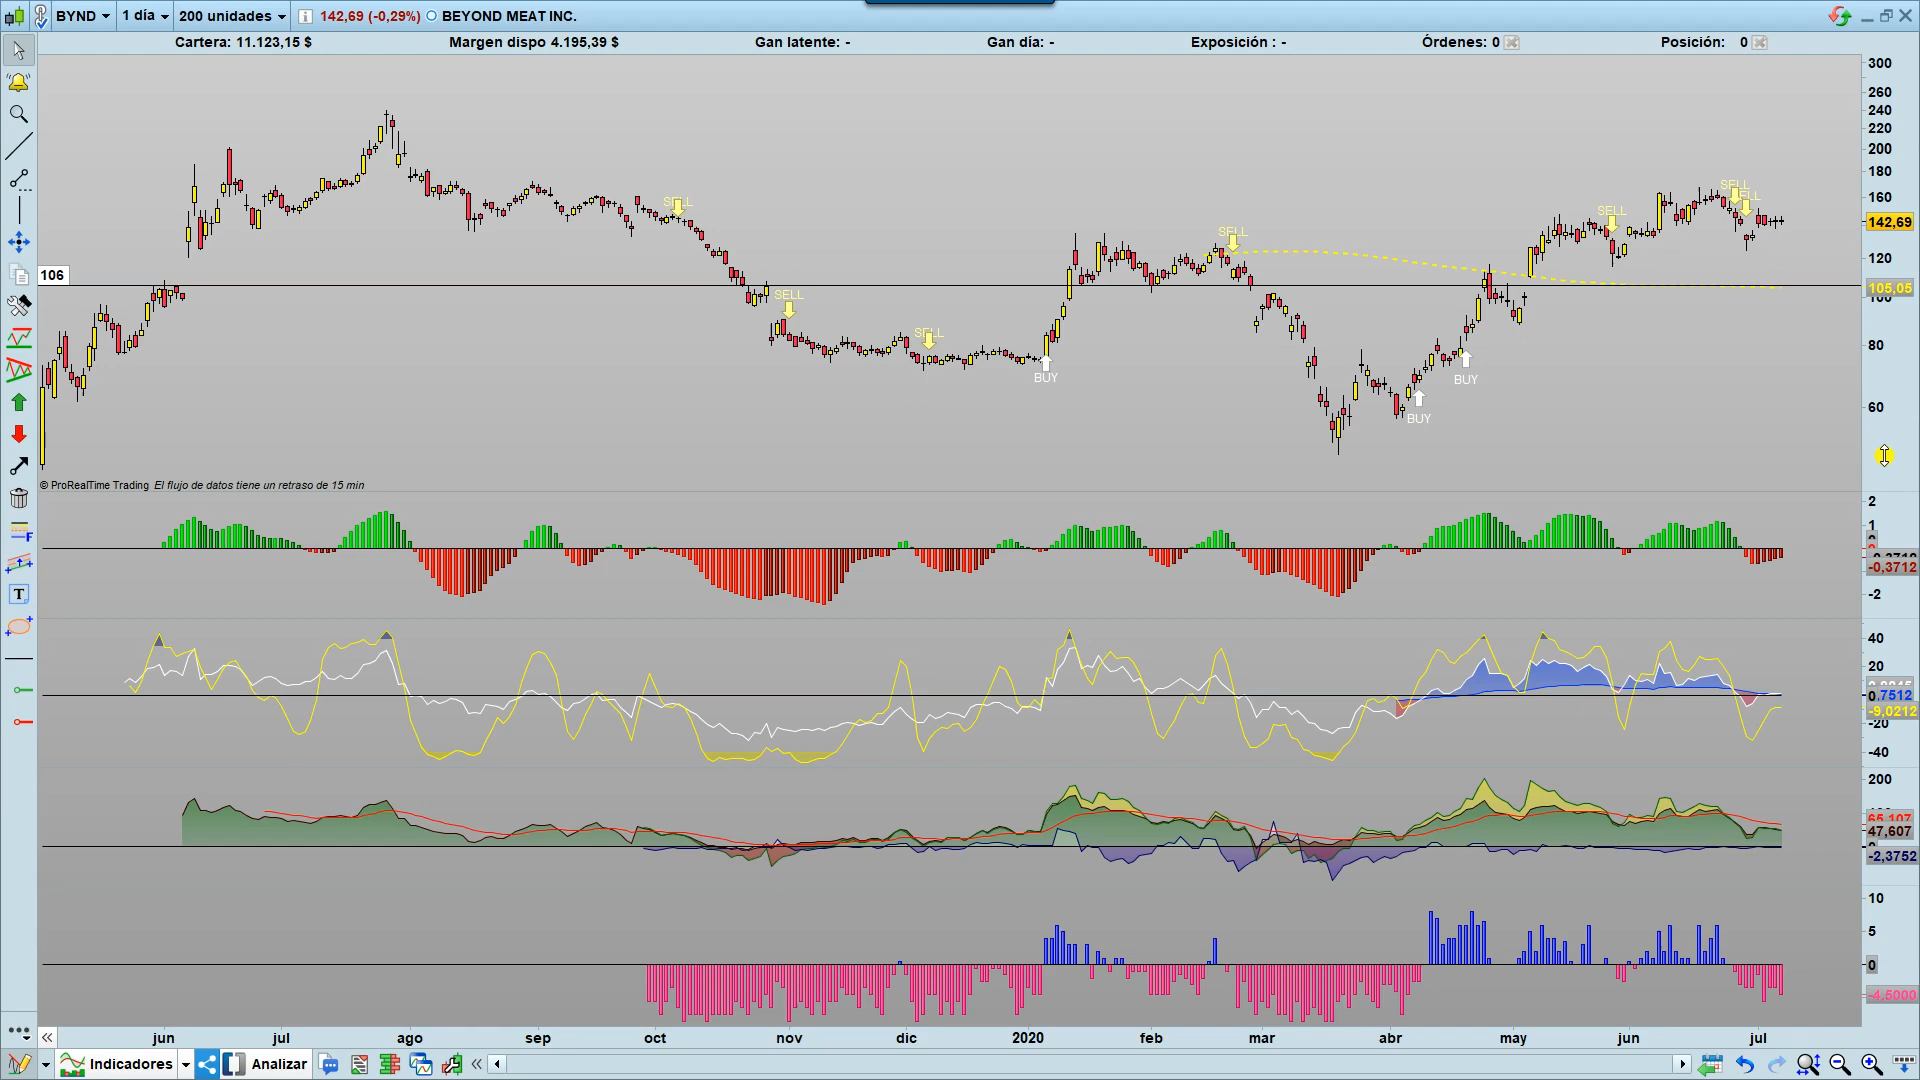 BYND 1 día 200 unidades 142,69 (-0,29%) BEYOND MEAT INC.
Cartera: 11.123,15 $ Margen dispo 4.195,39 $ Gan latente: - Gan día: - Exposición : - Órdenes: 0 Posición: 0
300
260
240
220
200
180
160
142,69
120
105,05
100
80
60
106
SELL
SELL
SELL
BUY
SELL
BUY
BUY
SELL
SELL
© ProRealTime Trading El flujo de datos tiene un retraso de 15 min
2
1
-0,3712
-2
40
20
0.7512
-9,0212
-20
-40
200
65,107
47,607
-2,3752
10
5
0
-4,5000
jun jul ago sep oct nov dic 2020 feb mar abr may jun jul
Indicadores Analizar